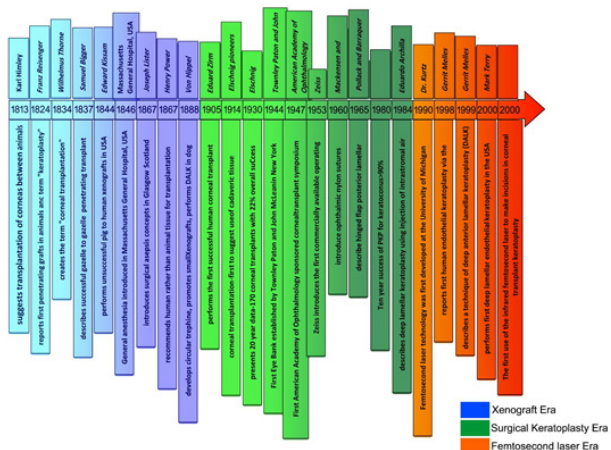 Karl Himley
Franz Reisenger
Wilhelmus Thorne
Samuel Bigger
Edward Kissam
Massachusetts
General Hospital, USA
Joseph Lister
Henry Power
Von Hippel
Eduard Zirm
Elschnig pioneers
Elschnig
Townley Paton and John
American Academy of
Ophthalmology
Zeiss
Mackensen and
Polack and Barraquer
Eduardo Archilla
Dr. Kurtz
Gerrit Melles
Gerrit Melles
Mark Terry
1813 1824 1834 1837 1844 1846 1867 1867 1888 1905 1914 1930 1944 1947 1953 1960 1965 1980 1984 1990 1998 1999 2000 2000
suggests transplantation of corneas between animals
reports first penetrating grafts in animals anc term "keratoplasty"
creates the term "corneal transplantation"
describes successful gazelle to gazelle penetrating transplant
performs unsuccessful pig to human xenografts in USA
General anesthesia introduced in Massachusetts General Hospital, USA
introduces surgical asepsis concepts in Glasgow Scotland
recommends human rather than animal tissue for transplantation
develops circular trephine, promotes smallXenografts, performs DALK in dog
performs the first successful human corneal transplant
corneal transplantation-first to suggest useof cadaveric tissue
presents 20 year data-170 corneal transplants with 22% overall suCcess
First Eye Bank established by Townley Paton and John McLeanin New York
First American Academy of Ophthalmology sponsored cornealtransplant symposium
Zeiss introduces the first commercially available operating
introduce ophthalmic nylon sutures
describe hinged flap posterior lamellar
Ten year success of PKP for keratoconus>90%
describes deep lamellar keratoplasty using injection of intrastromal air
Femtosecond laser technology was first developed at the University of Michigan
reports first human endothelial keratoplasty via the
describes a technique of deep anterior lamellar keratoplasty (DALK)
performs first deep lamellar endothelial keratoplasty in the USA
The first use of the infrared femtosecond laser to make incisions in corneal
transplant keratoplasty
Xenograft Era
Surgical Keratoplasty Era
Femtosecond laser Era